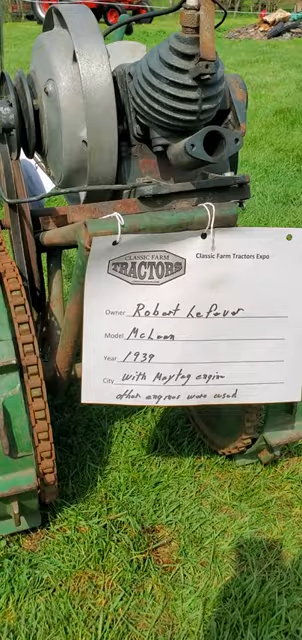 CLASSIC FARM
TRACTORS
Classic Farm Tractors Expo
Owner Robert Lefever
Model McLean
Year 1939
City with Maytag engine
other engines were used